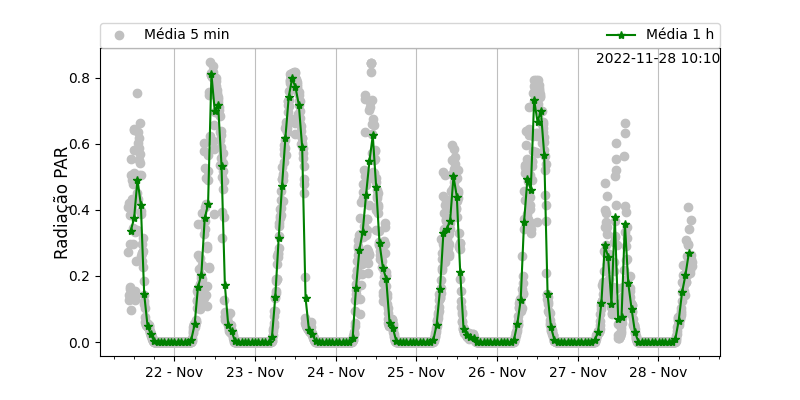 Média 5 min
Média 1 h
2022-11-28 10:10
Radiação PAR
0.8
0.6
0.4
0.2
0.0
22 - Nov
23 - Nov
24 - Nov
25 - Nov
26 - Nov
27 - Nov
28 - Nov